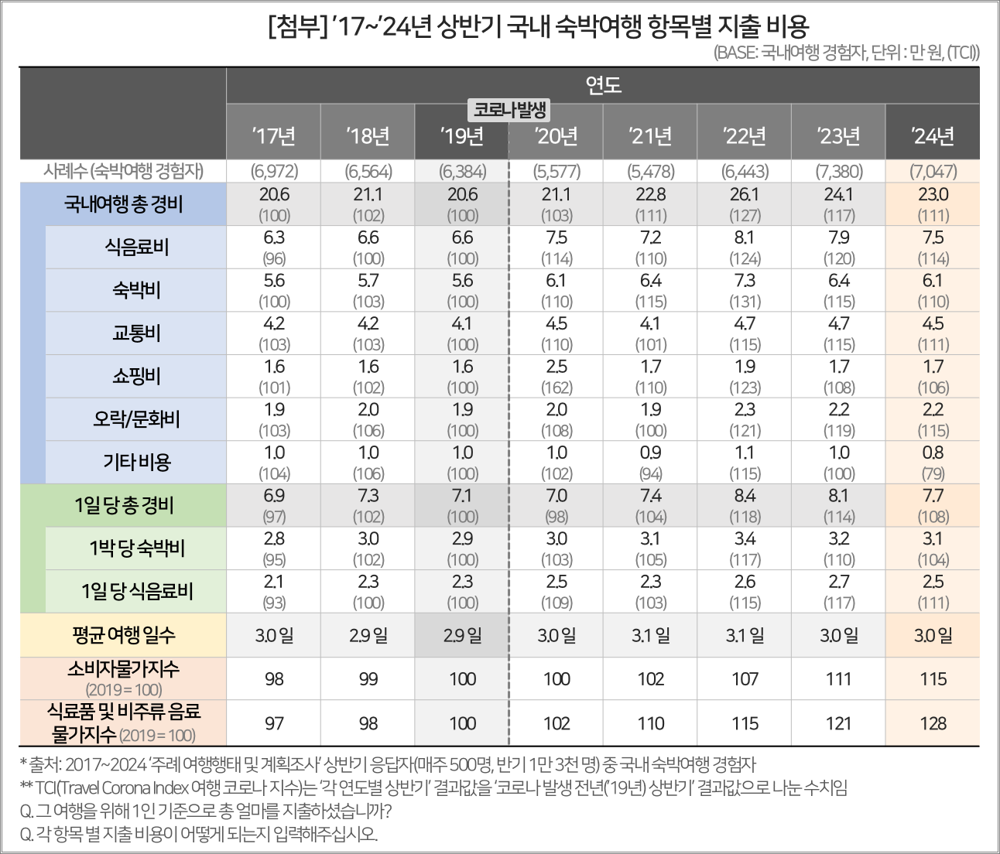 [첨부] ’17~’24년 상반기 국내 숙박여행 항목별 지출 비용
(BASE: 국내여행 경험자, 단위 : 만 원, (TCI))
연도
코로나 발생
’17년 ’18년 ’19년 ’20년 ’21년 ’22년 ’23년 ’24년
사례수 (숙박여행 경험자) (6,972) (6,564) (6,384) (5,577) (5,478) (6,443) (7,380) (7,047)
국내여행 총 경비 20.6 21.1 20.6 21.1 22.8 26.1 24.1 23.0
(100) (102) (100) (103) (111) (127) (117) (111)
식음료비 6.3 6.6 6.6 7.5 7.2 8.1 7.9 7.5
(96) (100) (100) (114) (110) (124) (120) (114)
숙박비 5.6 5.7 5.6 6.1 6.4 7.3 6.4 6.1
(100) (103) (100) (110) (115) (131) (115) (110)
교통비 4.2 4.2 4.1 4.5 4.1 4.7 4.7 4.5
(103) (103) (100) (110) (101) (115) (115) (111)
쇼핑비 1.6 1.6 1.6 2.5 1.7 1.9 1.7 1.7
(101) (102) (100) (162) (110) (123) (108) (106)
오락/문화비 1.9 2.0 1.9 2.0 1.9 2.3 2.2 2.2
(103) (106) (100) (108) (100) (121) (119) (115)
기타 비용 1.0 1.0 1.0 1.0 0.9 1.1 1.0 0.8
(104) (106) (100) (102) (94) (115) (100) (79)
1일 당 총 경비 6.9 7.3 7.1 7.0 7.4 8.4 8.1 7.7
(97) (102) (100) (98) (104) (118) (114) (108)
1박 당 숙박비 2.8 3.0 2.9 3.0 3.1 3.4 3.2 3.1
(95) (102) (100) (103) (105) (117) (110) (104)
1일 당 식음료비 2.1 2.3 2.3 2.5 2.3 2.6 2.7 2.5
(93) (100) (100) (109) (103) (115) (117) (111)
평균 여행 일수 3.0 일 2.9 일 2.9 일 3.0 일 3.1 일 3.1 일 3.0 일 3.0 일
소비자물가지수 98 99 100 100 102 107 111 115
(2019 = 100)
식료품 및 비주류 음료 97 98 100 102 110 115 121 128
물가지수 (2019 = 100)
* 출처: 2017~2024 ‘주례 여행행태 및 계획조사’ 상반기 응답자(매주 500명, 반기 1만 3천 명) 중 국내 숙박여행 경험자
** TCI(Travel Corona Index 여행 코로나 지수)는 ‘각 연도별 상반기’ 결과값을 ‘코로나 발생 전년(’19년) 상반기’ 결과값으로 나눈 수치임
Q. 그 여행을 위해 1인 기준으로 총 얼마를 지출하셨습니까?
Q. 각 항목 별 지출 비용이 어떻게 되는지 입력해주십시오.